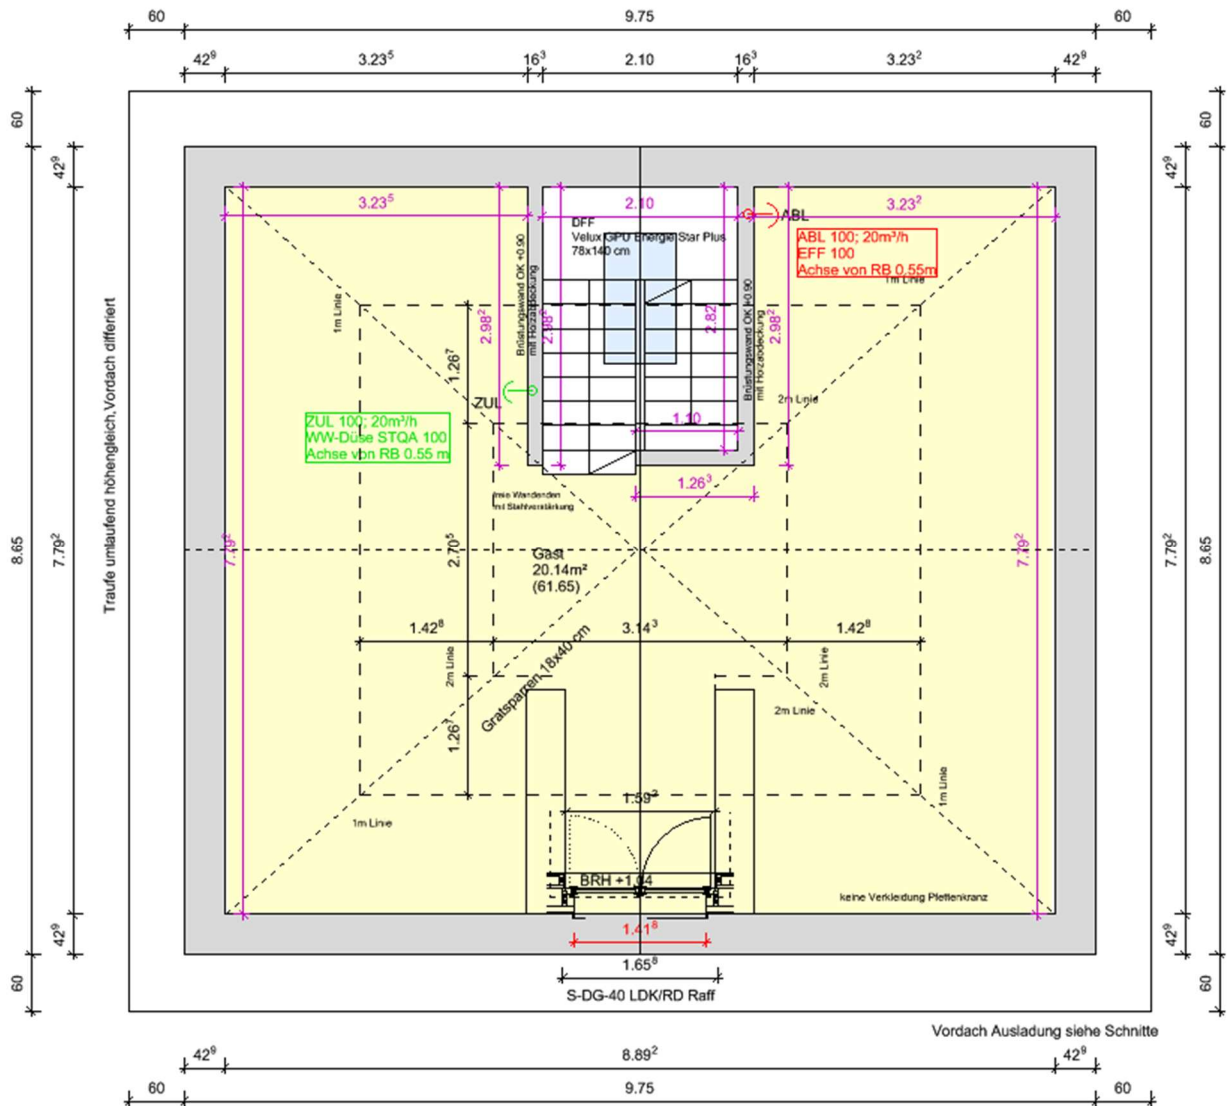 60 9.75 60
42⁹ 3.23⁵ 16³ 2.10 16³ 3.23² 42⁹
60
60
42⁹
42⁹
3.23⁵
2.10
ABL
3.23²
DFF
Velux GPU Energie Star Plus
78x140 cm
ABL 100; 20m³/h
EFF 100
Achse von RB 0.55m
1m Linie
1m Linie
Brüstungswand OK +0.90
mit Holzabdeckung
2.98²
2.98²
2.82
Brüstungswand OK +0.90
mit Holzabdeckung
2.98²
1.26⁷
Traufe umlaufend höhengleich,Vordach differiert
ZUL
2m Linie
1.10
ZUL 100; 20m³/h
WW-Düse STQA 100
Achse von RB 0.55 m
1.26³
freie Wandenden
mit Stahlverstärkung
8.65
7.79²
7.79²
2.70⁵
Gast
20.14m²
(61.65)
7.79²
7.79²
8.65
1.42⁸
3.14³
1.42⁸
2m Linie
Gratsparren 18x40 cm
2m Linie
2m Linie
1.26⁷
1.59²
1m Linie
1m Linie
BRH +1.04
keine Verkleidung Pfettenkranz
42⁹
1.41⁸
42⁹
1.65⁸
60
S-DG-40 LDK/RD Raff
60
Vordach Ausladung siehe Schnitte
42⁹ 8.89² 42⁹
60 9.75 60